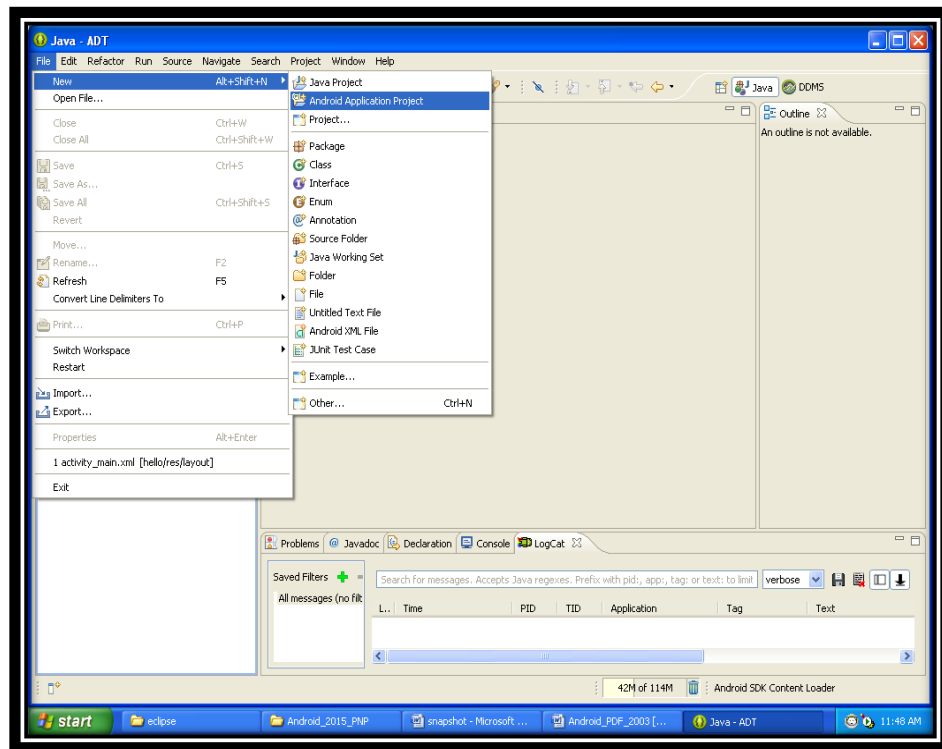 Java - ADT
File Edit Refactor Run Source Navigate Search Project Window Help
New Alt+Shift+N
Open File...
Close Ctrl+W
Close All Ctrl+Shift+W
Save Ctrl+S
Save As...
Save All Ctrl+Shift+S
Revert
Move...
Rename... F2
Refresh F5
Convert Line Delimiters To
Print... Ctrl+P
Switch Workspace
Restart
Import...
Export...
Properties Alt+Enter
1 activity_main.xml [hello/res/layout]
Exit
Java Project
Android Application Project
Project...
Package
Class
Interface
Enum
Annotation
Source Folder
Java Working Set
Folder
File
Untitled Text File
Android XML File
JUnit Test Case
Example...
Other... Ctrl+N
Java DDMS
Outline
An outline is not available.
Problems Javadoc Declaration Console LogCat
Saved Filters
All messages (no filt
Search for messages. Accepts Java regexes. Prefix with pid:, app:, tag: or text: to limit
verbose
L... Time PID TID Application Tag Text
42M of 114M Android SDK Content Loader
start eclipse Android_2015_PNP snapshot - Microsoft ... Android_PDF_2003 [... Java - ADT 11:48 AM